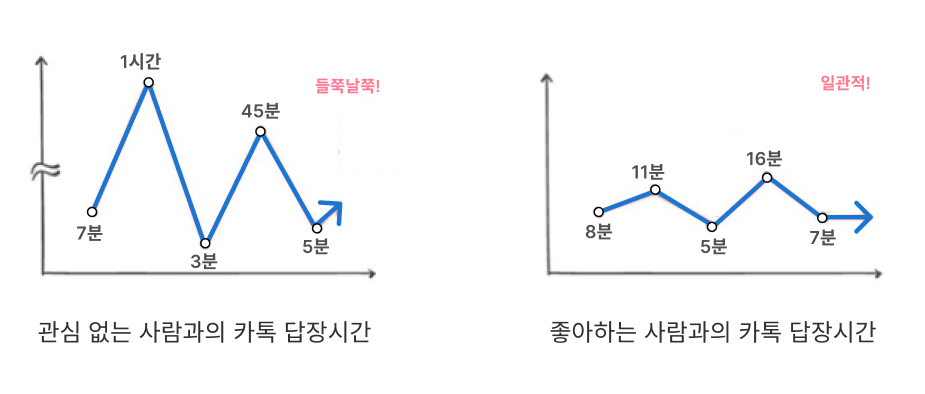 1시간
들쭉날쭉!
45분
7분
3분
5분
관심 없는 사람과의 카톡 답장시간
일관적!
16분
11분
8분
5분
7분
좋아하는 사람과의 카톡 답장시간